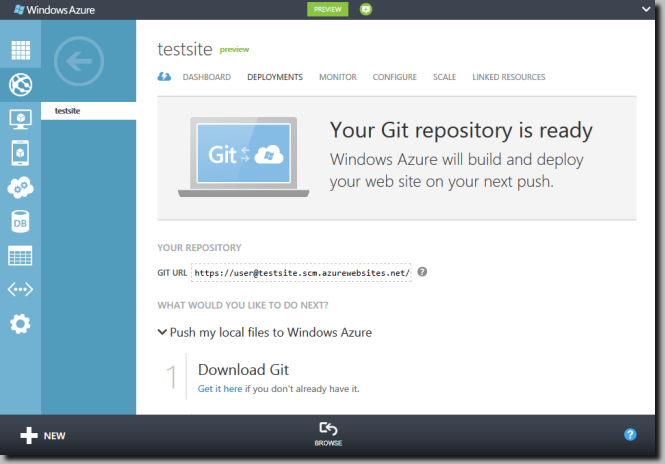 Windows Azure
PREVIEW
testsite preview
DASHBOARD DEPLOYMENTS MONITOR CONFIGURE SCALE LINKED RESOURCES
testsite
Git
Your Git repository is ready
Windows Azure will build and deploy
your web site on your next push.
YOUR REPOSITORY
GIT URL https://user@testsite.scm.azurewebsites.net/ ?
WHAT WOULD YOU LIKE TO DO NEXT?
Push my local files to Windows Azure
1 Download Git
Get it here if you don't already have it.
DB
NEW
BROWSE
?